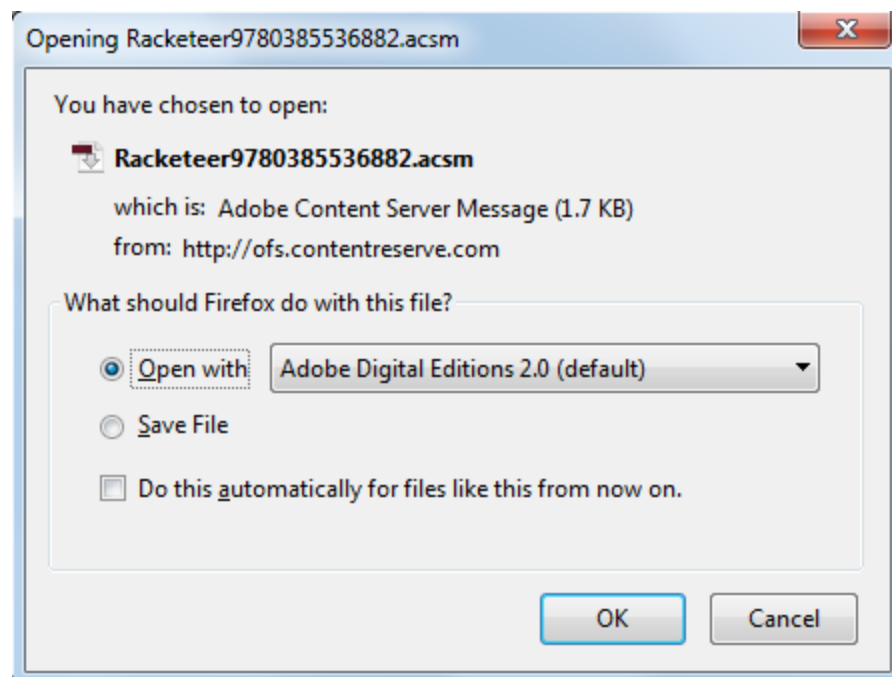 Opening Racketeer9780385536882.acsm
You have chosen to open:
Racketeer9780385536882.acsm
which is: Adobe Content Server Message (1.7 KB)
from: http://ofs.contentreserve.com
What should Firefox do with this file?
Open with Adobe Digital Editions 2.0 (default)
Save File
Do this automatically for files like this from now on.
OK Cancel